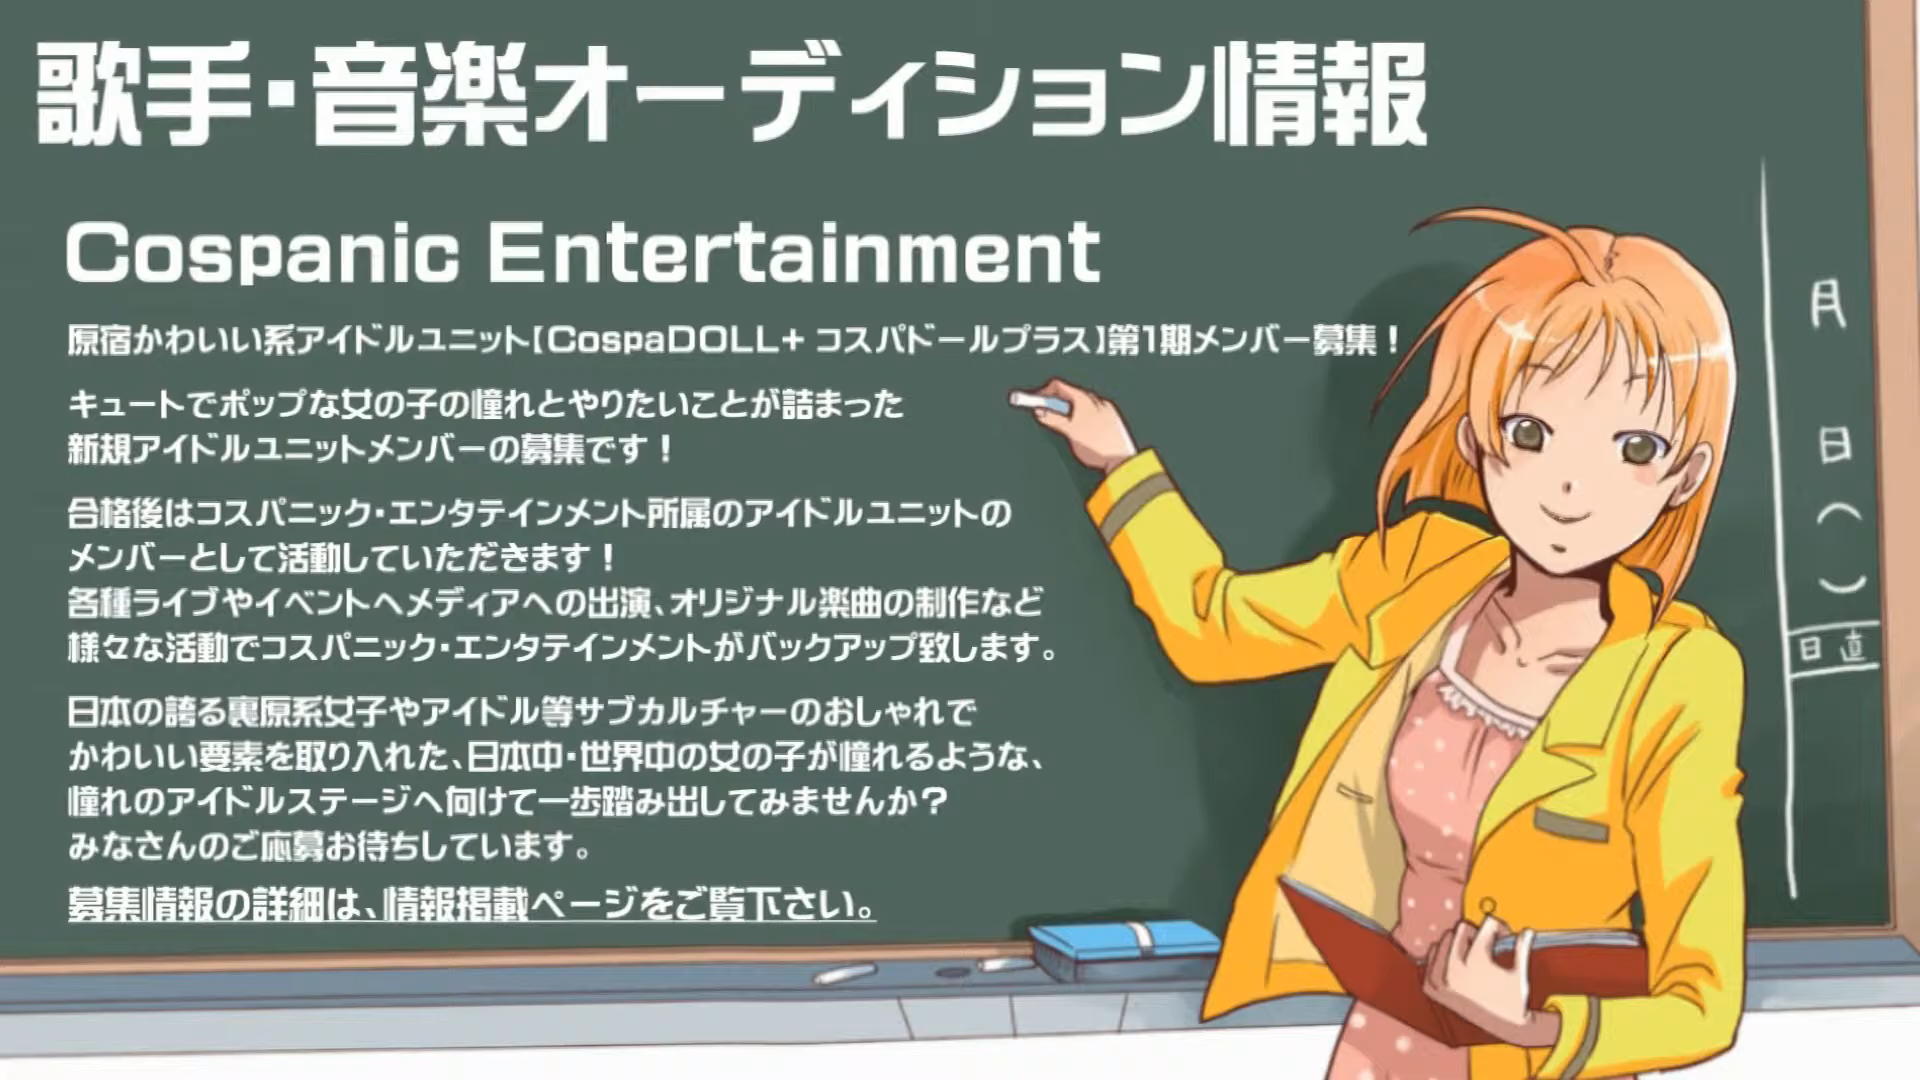 歌手・音楽オーディション情報
Cospanic Entertainment
原宿かわいい系アイドルユニット【CospaDOLL+ コスパドールプラス】第1期メンバー募集！
キュートでポップな女の子の憧れとやりたいことが詰まった
新規アイドルユニットメンバーの募集です！
合格後はコスパニック・エンタテインメント所属のアイドルユニットの
メンバーとして活動していただきます！
各種ライブやイベントへメディアへの出演、オリジナル楽曲の制作など
様々な活動でコスパニック・エンタテインメントがバックアップ致します。
日本の誇る裏原系女子やアイドル等サブカルチャーのおしゃれで
かわいい要素を取り入れた、日本中・世界中の女の子が憧れるような、
憧れのアイドルステージへ向けて一歩踏み出してみませんか？
みなさんのご応募お待ちしています。
募集情報の詳細は、情報掲載ページをご覧下さい。
月
日
（
）
日直